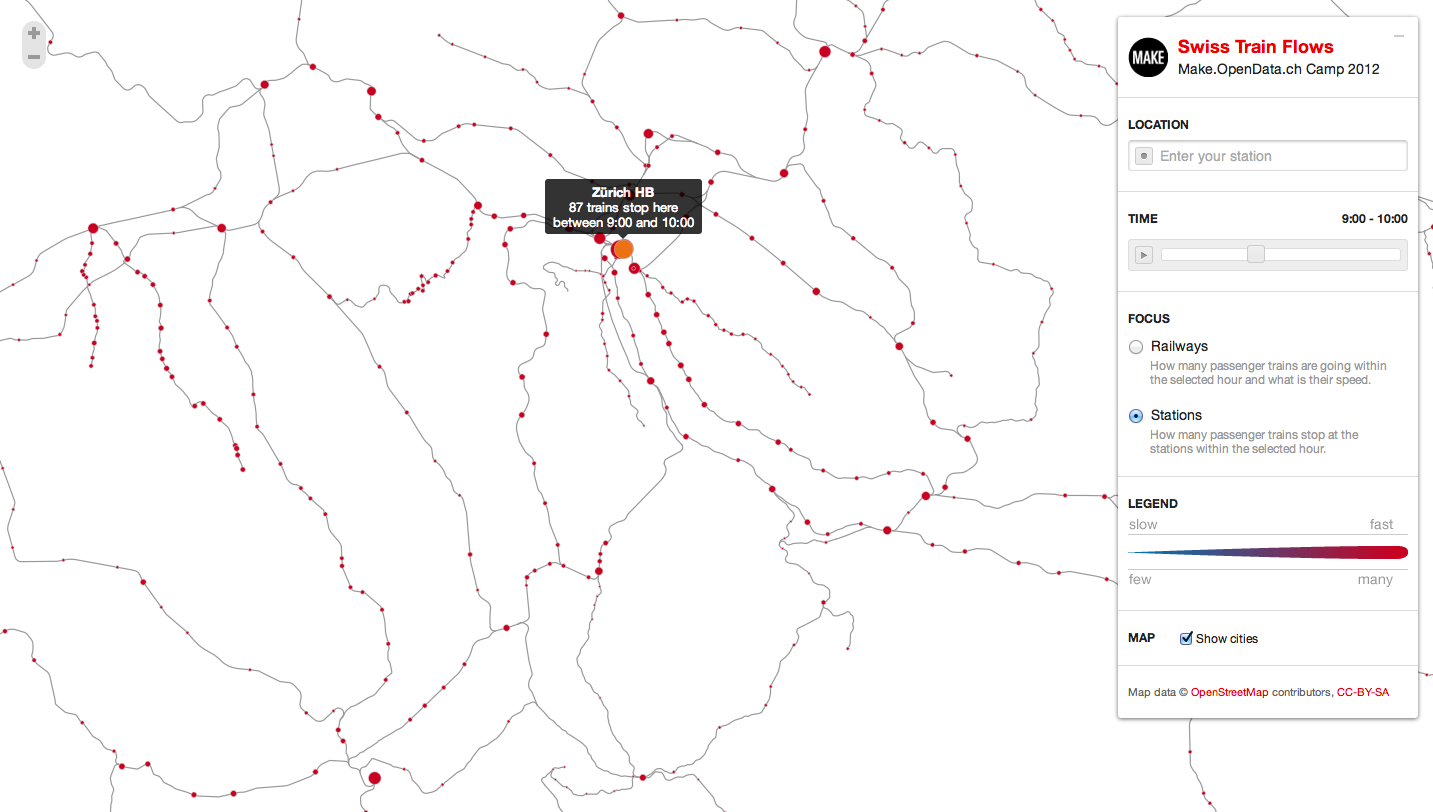 +
−
Zürich HB
87 trains stop here
between 9:00 and 10:00
MAKE
Swiss Train Flows
Make.OpenData.ch Camp 2012
LOCATION
Enter your station
TIME 9:00 - 10:00
FOCUS
Railways
How many passenger trains are going within
the selected hour and what is their speed.
Stations
How many passenger trains stop at the
stations within the selected hour.
LEGEND
slow fast
few many
MAP Show cities
Map data © OpenStreetMap contributors, CC-BY-SA